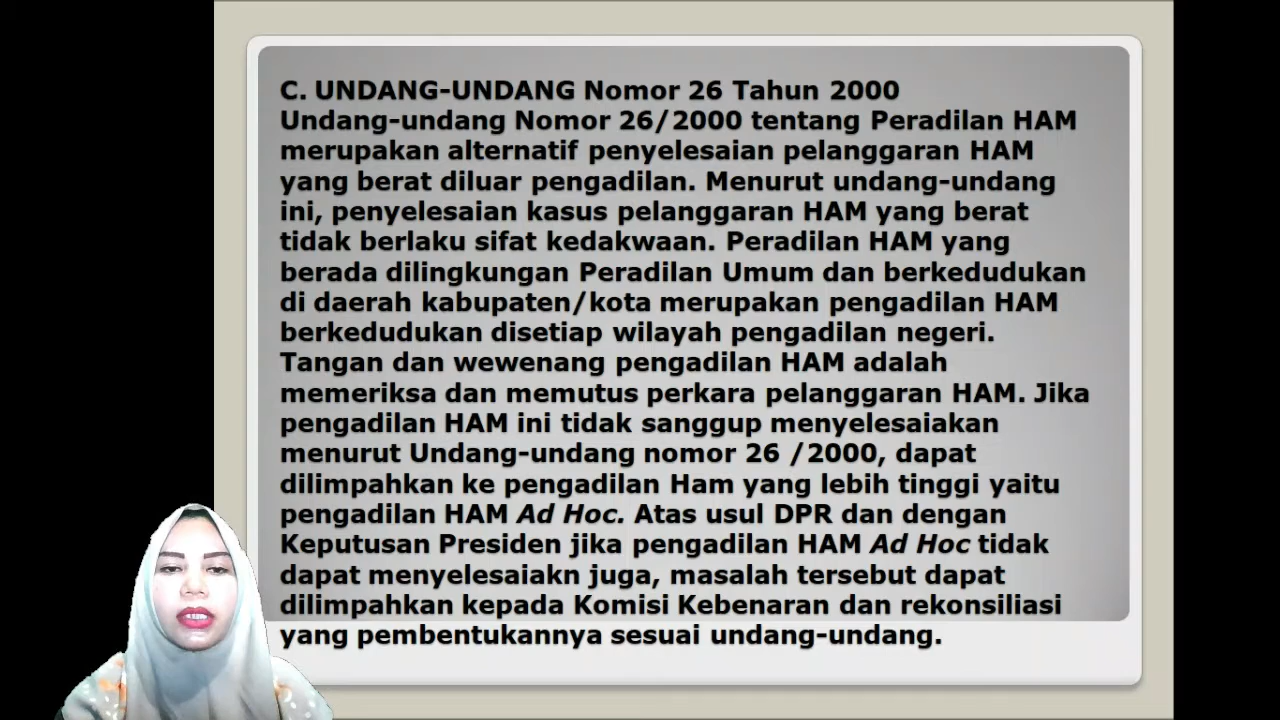 C. UNDANG-UNDANG Nomor 26 Tahun 2000
Undang-undang Nomor 26/2000 tentang Peradilan HAM
merupakan alternatif penyelesaian pelanggaran HAM
yang berat diluar pengadilan. Menurut undang-undang
ini, penyelesaian kasus pelanggaran HAM yang berat
tidak berlaku sifat kedakwaan. Peradilan HAM yang
berada dilingkungan Peradilan Umum dan berkedudukan
di daerah kabupaten/kota merupakan pengadilan HAM
berkedudukan disetiap wilayah pengadilan negeri.
Tangan dan wewenang pengadilan HAM adalah
memeriksa dan memutus perkara pelanggaran HAM. Jika
pengadilan HAM ini tidak sanggup menyelesaiakan
menurut Undang-undang nomor 26 /2000, dapat
dilimpahkan ke pengadilan Ham yang lebih tinggi yaitu
pengadilan HAM Ad Hoc. Atas usul DPR dan dengan
Keputusan Presiden jika pengadilan HAM Ad Hoc tidak
dapat menyelesaiakn juga, masalah tersebut dapat
dilimpahkan kepada Komisi Kebenaran dan rekonsiliasi
yang pembentukannya sesuai undang-undang.